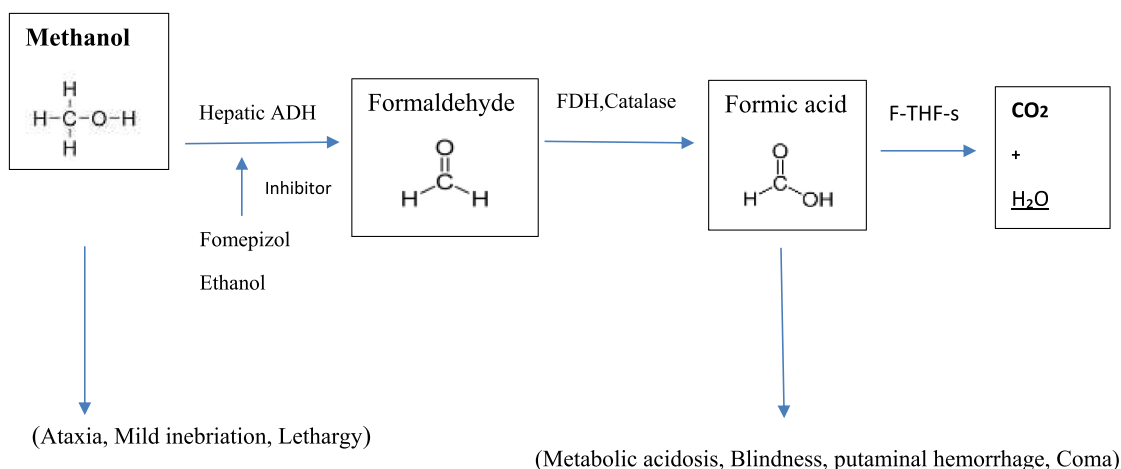 Methanol
H
H-C-O-H
H
Hepatic ADH
Inhibitor
Fomepizol
Ethanol
Formaldehyde
O
C
H H
FDH,Catalase
Formic acid
O
C
H OH
F-THF-s
CO2
+
H₂O
(Ataxia, Mild inebriation, Lethargy)
(Metabolic acidosis, Blindness, putaminal hemorrhage, Coma)